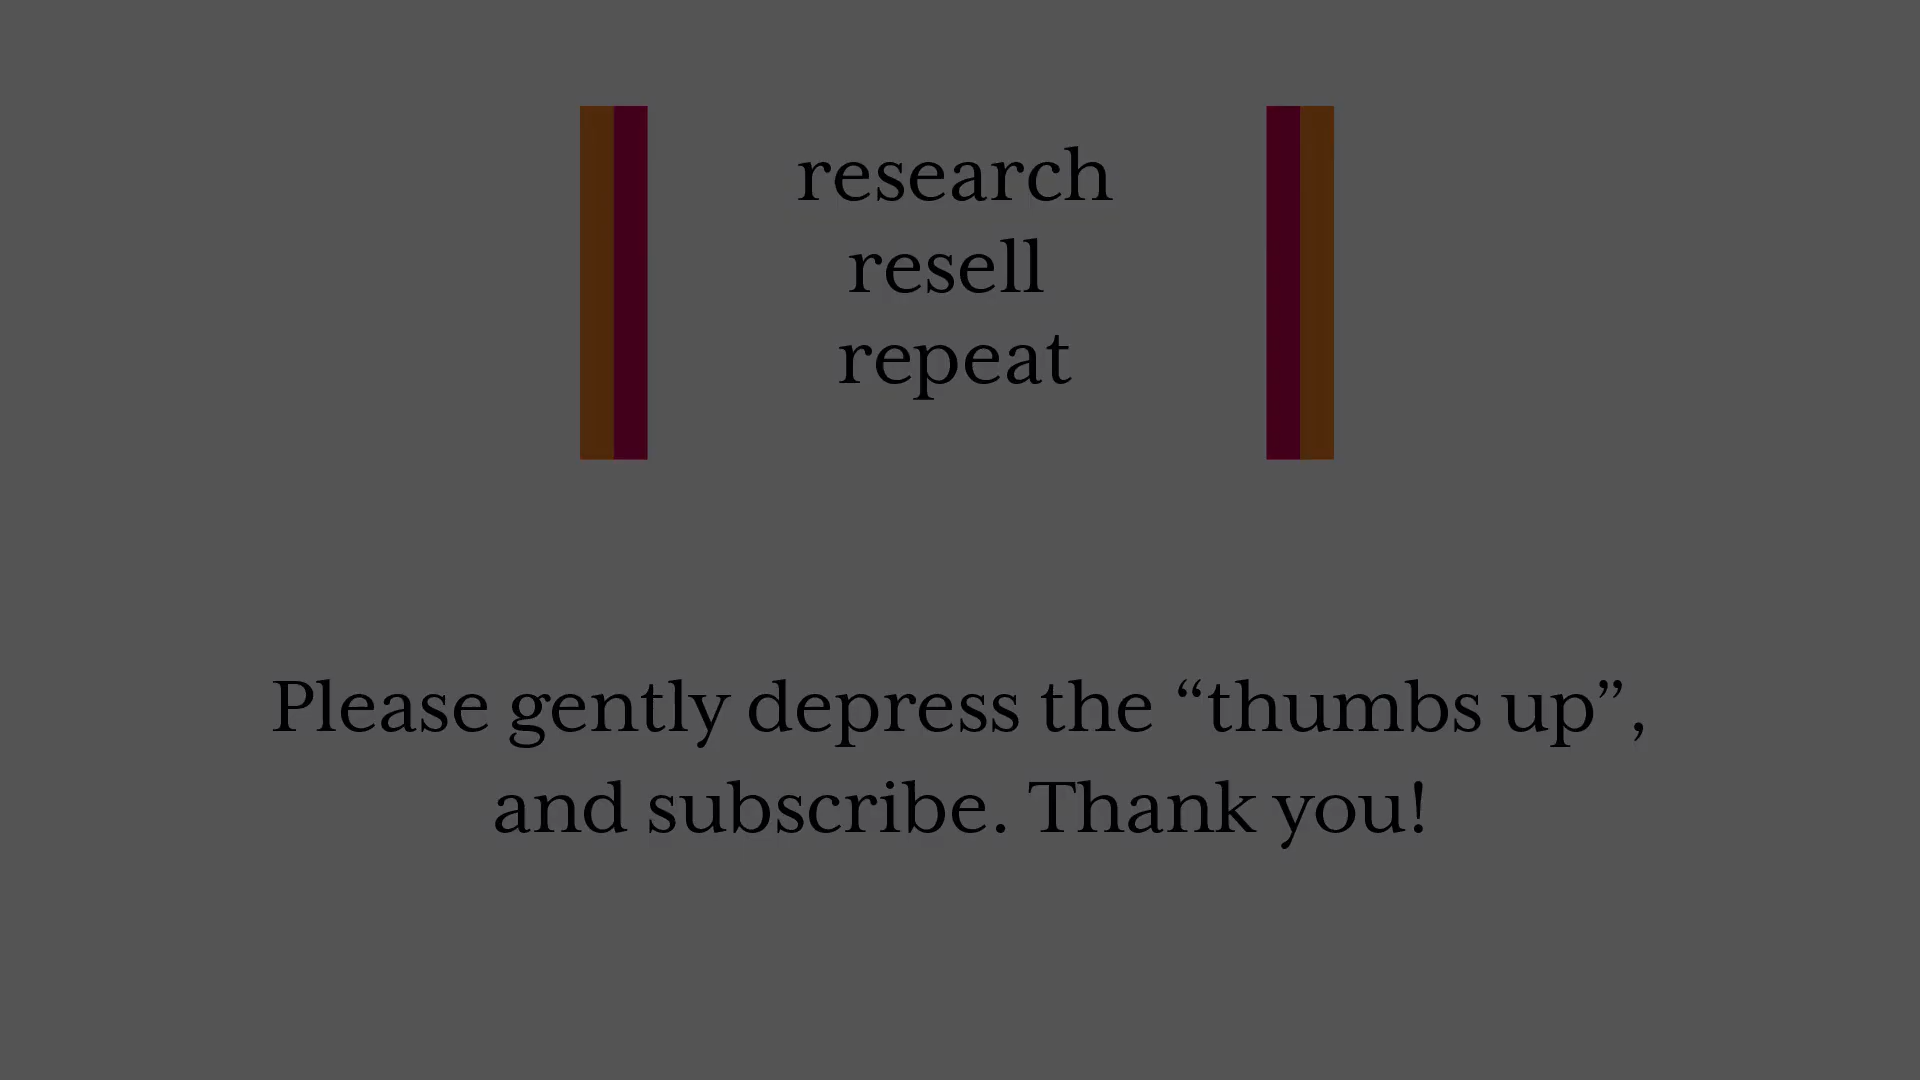 research
resell
repeat
Please gently depress the “thumbs up”,
and subscribe. Thank you!